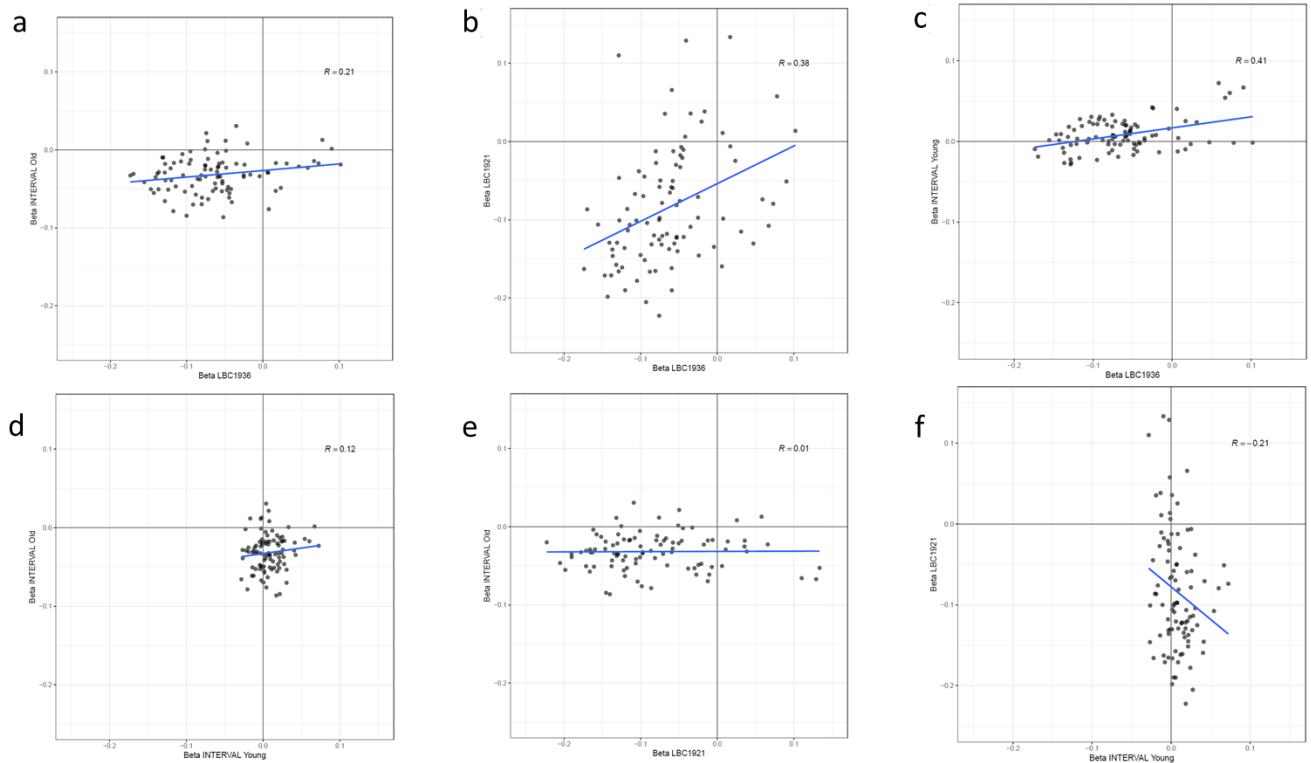 a
R = 0.21
0.1
0.0
−0.1
−0.2
Beta INTERVAL Old
−0.2
−0.1
0.0
0.1
Beta LBC1936
b
R = 0.38
0.1
0.0
−0.1
−0.2
Beta LBC1921
−0.2
−0.1
0.0
0.1
Beta LBC1936
c
R = 0.41
0.1
0.0
−0.1
−0.2
Beta INTERVAL Young
−0.2
−0.1
0.0
0.1
Beta LBC1936
d
R = 0.12
0.1
0.0
−0.1
−0.2
Beta INTERVAL Old
−0.2
−0.1
0.0
0.1
Beta INTERVAL Young
e
R = 0.01
0.1
0.0
−0.1
−0.2
Beta INTERVAL Old
−0.2
−0.1
0.0
0.1
Beta LBC1921
f
R = −0.21
0.1
0.0
−0.1
−0.2
Beta LBC1921
−0.2
−0.1
0.0
0.1
Beta INTERVAL Young